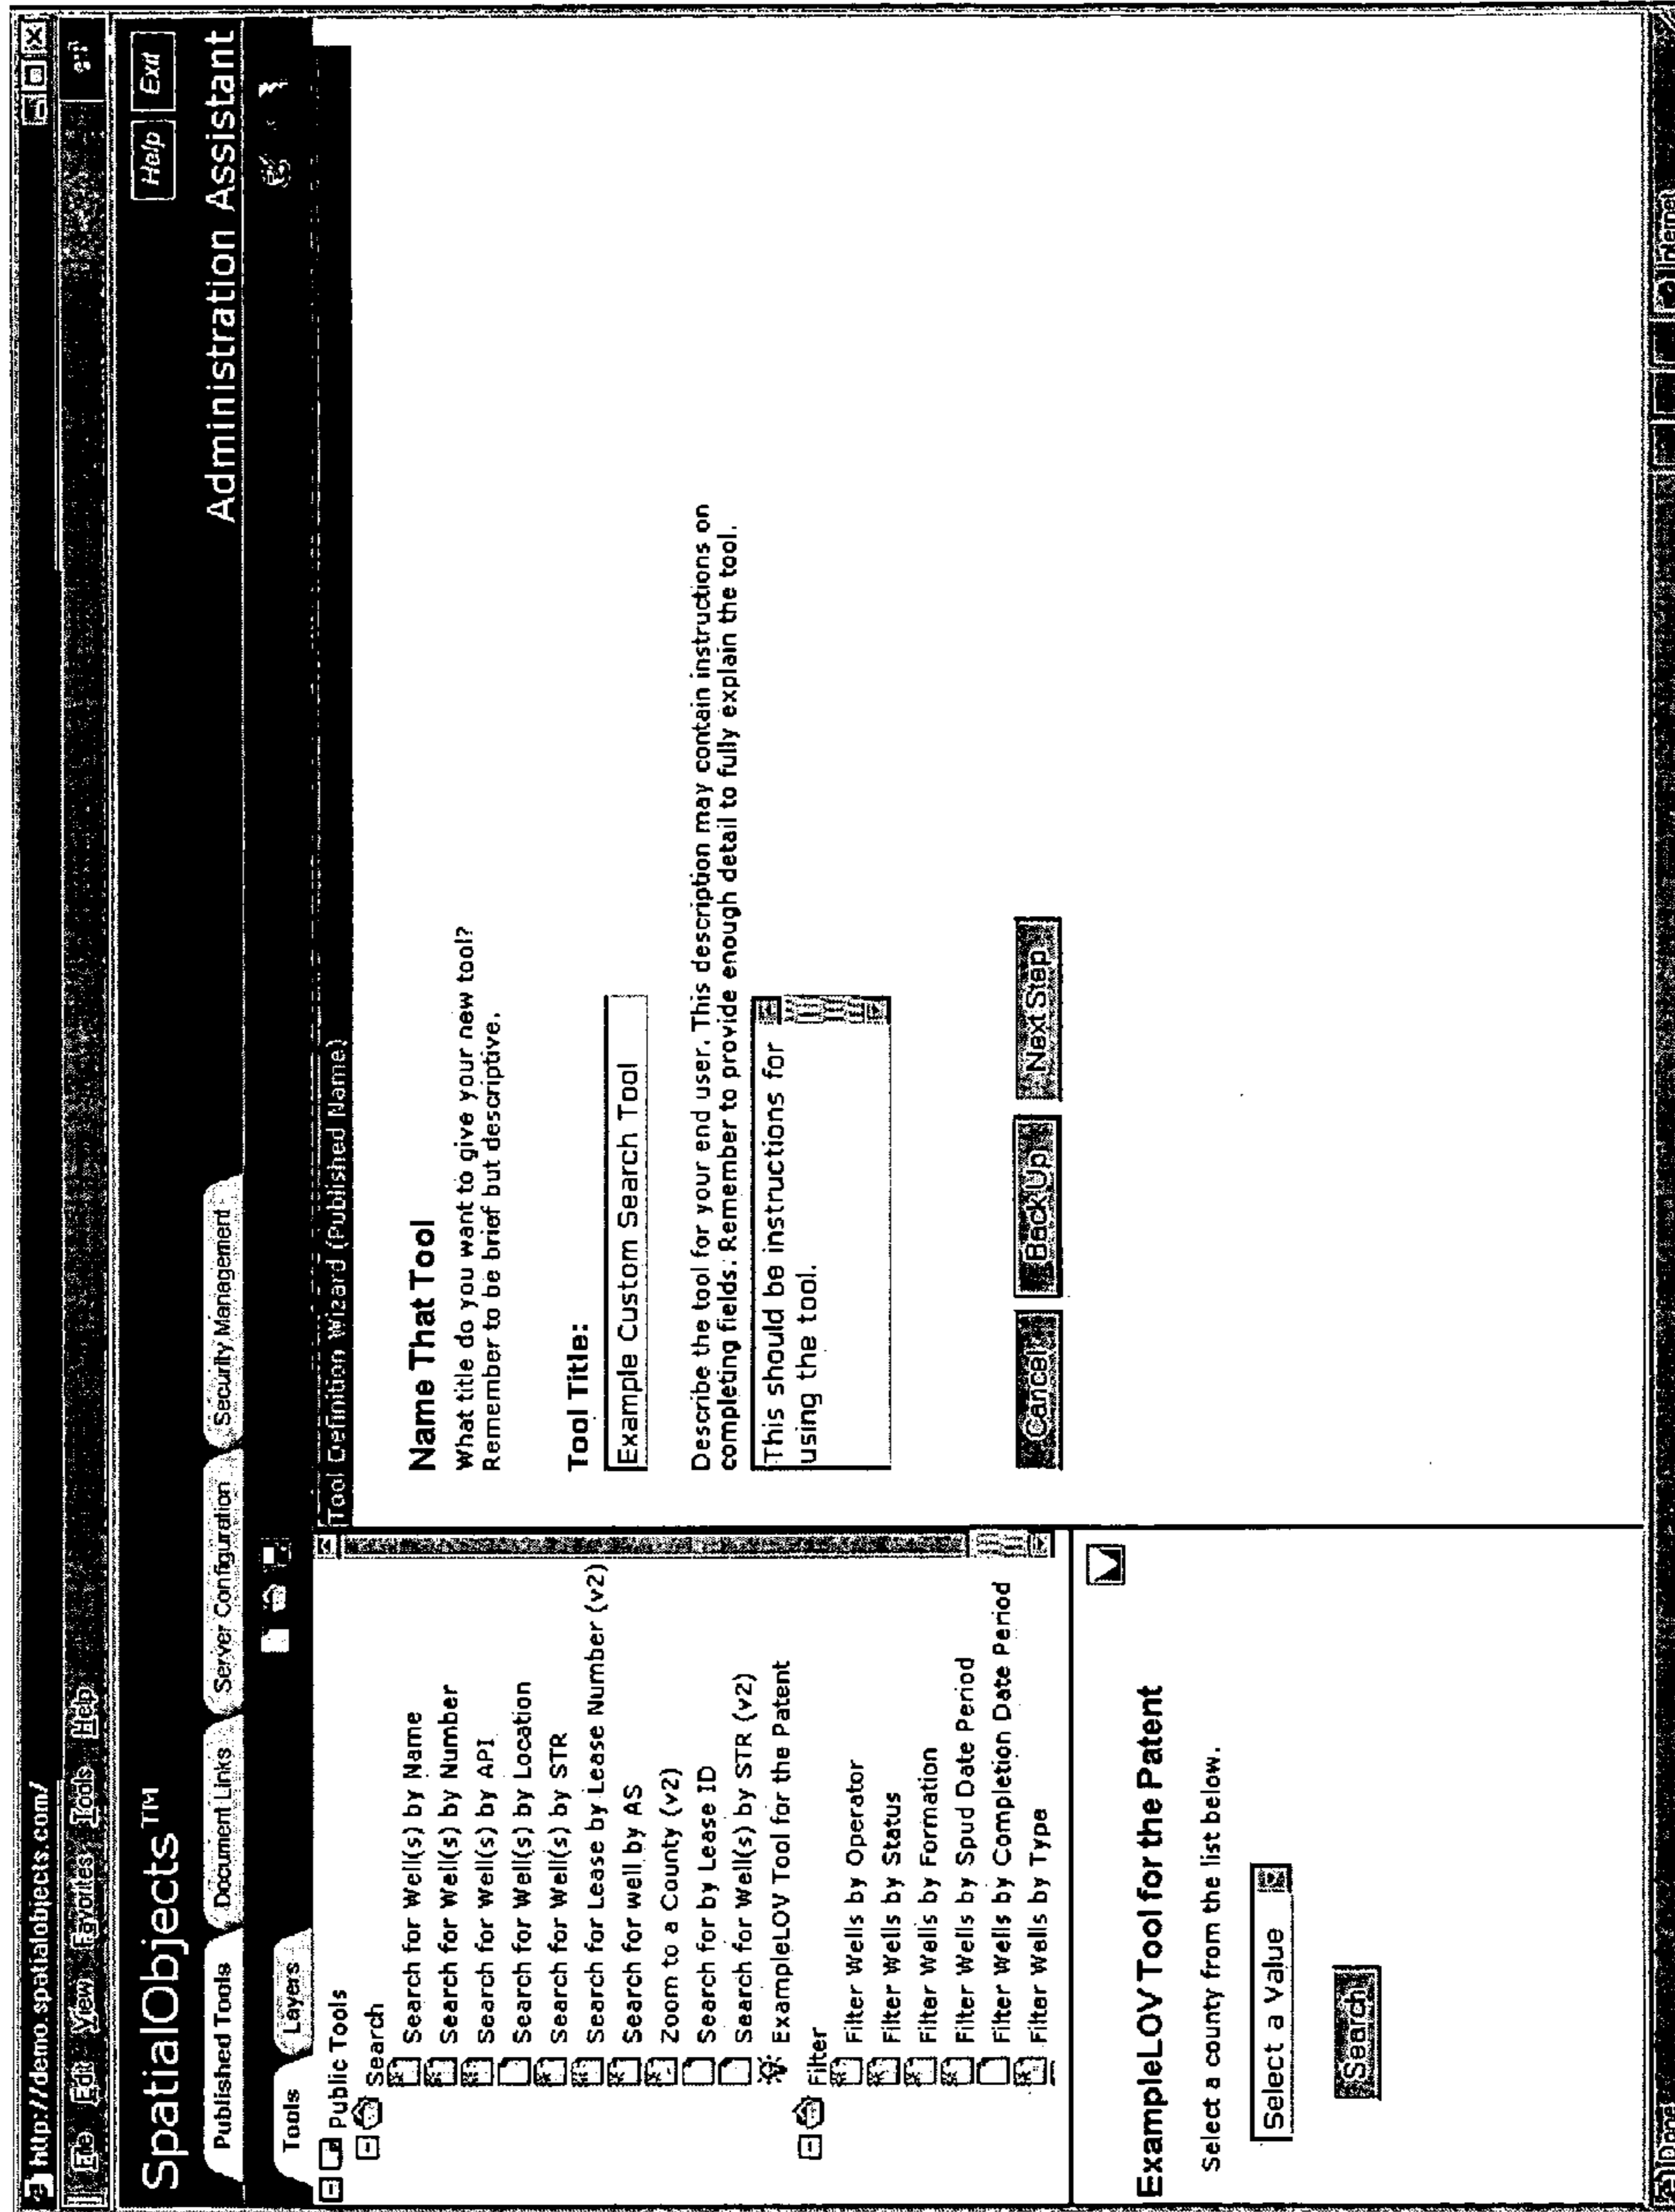 http://demo.spatialobjects.com/
File Edit View Favorites Tools Help
SpatialObjects™
Help Exit
Administration Assistant
Published Tools Document Links Server Configuration Security Management
Tools Layers
Public Tools
Search
Search for Well(s) by Name
Search for Well(s) by Number
Search for Well(s) by API
Search for Well(s) by Location
Search for Well(s) by STR
Search for Lease by Lease Number (v2)
Search for well by AS
Zoom to a County (v2)
Search for by Lease ID
Search for Well(s) by STR (v2)
ExampleLOV Tool for the Patent
Filter
Filter Wells by Operator
Filter Wells by Status
Filter Wells by Formation
Filter Wells by Spud Date Period
Filter Wells by Completion Date Period
Filter Wells by Type
ExampleLOV Tool for the Patent
Select a county from the list below.
Select a Value
Search
Tool Definition Wizard (Published Name)
Name That Tool
What title do you want to give your new tool?
Remember to be brief but descriptive.
Tool Title:
Example Custom Search Tool
Describe the tool for your end user. This description may contain instructions on
completing fields. Remember to provide enough detail to fully explain the tool.
This should be instructions for
using the tool.
Cancel Back Up Next Step
Done Internet